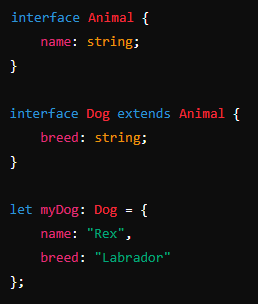 interface Animal {
    name: string;
}

interface Dog extends Animal {
    breed: string;
}

let myDog: Dog = {
    name: "Rex",
    breed: "Labrador"
};